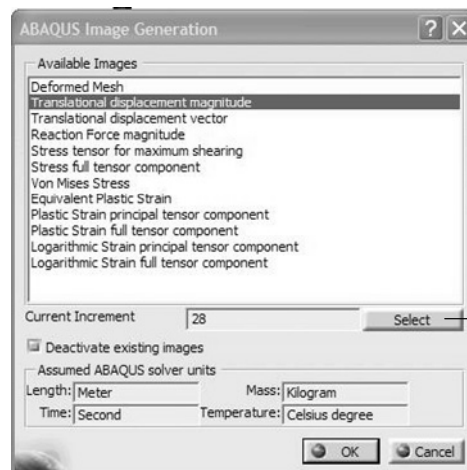 ABAQUS Image Generation
Available Images
Deformed Mesh
Translational displacement magnitude
Translational displacement vector
Reaction Force magnitude
Stress tensor for maximum shearing
Stress full tensor component
Von Mises Stress
Equivalent Plastic Strain
Plastic Strain principal tensor component
Plastic Strain full tensor component
Logarithmic Strain principal tensor component
Logarithmic Strain full tensor component
Current Increment 28 Select
Deactivate existing images
Assumed ABAQUS solver units
Length: Meter Mass: Kilogram
Time: Second Temperature: Celsius degree
OK Cancel